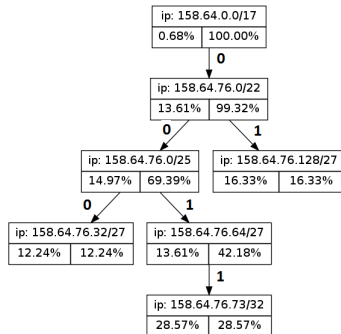 ip: 158.64.0.0/17
0.68% 100.00%
0
ip: 158.64.76.0/22
13.61% 99.32%
0 1
ip: 158.64.76.0/25
14.97% 69.39%
ip: 158.64.76.128/27
16.33% 16.33%
0 1
ip: 158.64.76.32/27
12.24% 12.24%
ip: 158.64.76.64/27
13.61% 42.18%
1
ip: 158.64.76.73/32
28.57% 28.57%